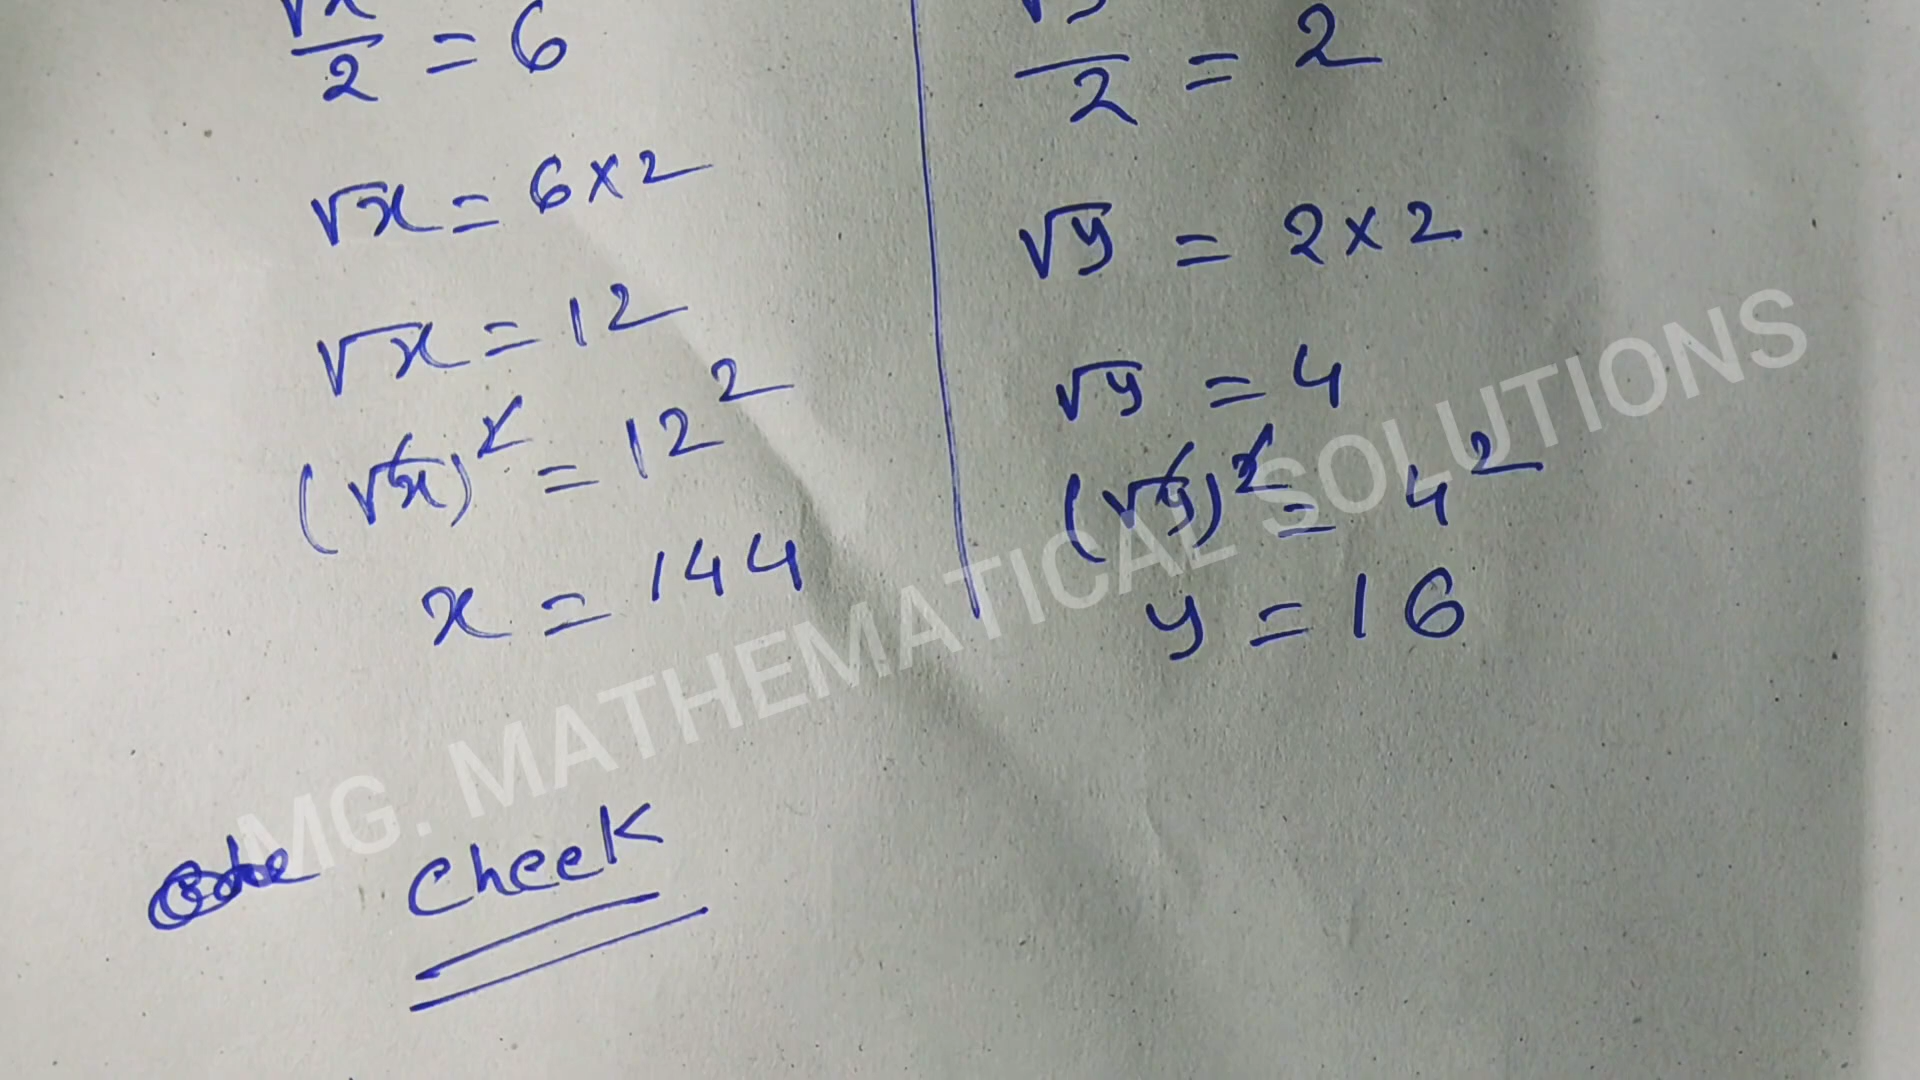 √x/2 = 6
√x = 6×2
√x = 12
(√x)² = 12²
x = 144
√y/2 = 2
√y = 2×2
√y = 4
(√y)² = 4²
y = 16
MG. MATHEMATICAL SOLUTIONS
Check